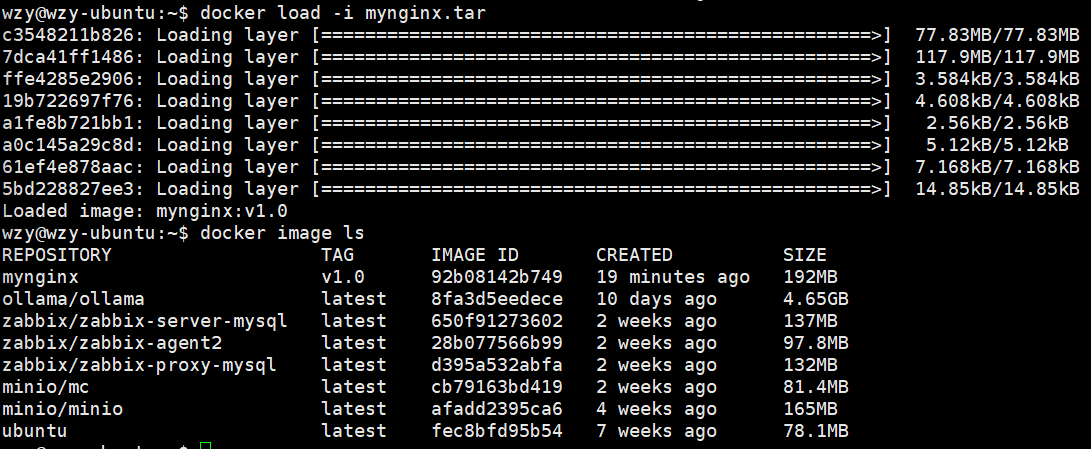 wzy@wzy-ubuntu:~$ docker load -i mynginx.tar
c3548211b826: Loading layer [==================================================>]  77.83MB/77.83MB
7dca41ff1486: Loading layer [==================================================>]  117.9MB/117.9MB
ffe4285e2906: Loading layer [==================================================>]  3.584kB/3.584kB
19b722697f76: Loading layer [==================================================>]  4.608kB/4.608kB
a1fe8b721bb1: Loading layer [==================================================>]   2.56kB/2.56kB
a0c145a29c8d: Loading layer [==================================================>]   5.12kB/5.12kB
61ef4e878aac: Loading layer [==================================================>]  7.168kB/7.168kB
5bd228827ee3: Loading layer [==================================================>]  14.85kB/14.85kB
Loaded image: mynginx:v1.0
wzy@wzy-ubuntu:~$ docker image ls
REPOSITORY                   TAG       IMAGE ID       CREATED          SIZE
mynginx                      v1.0      92b08142b749   19 minutes ago   192MB
ollama/ollama                latest    8fa3d5eedece   10 days ago      4.65GB
zabbix/zabbix-server-mysql   latest    650f91273602   2 weeks ago      137MB
zabbix/zabbix-agent2         latest    28b077566b99   2 weeks ago      97.8MB
zabbix/zabbix-proxy-mysql    latest    d395a532abfa   2 weeks ago      132MB
minio/mc                     latest    cb79163bd419   2 weeks ago      81.4MB
minio/minio                  latest    afadd2395ca6   4 weeks ago      165MB
ubuntu                       latest    fec8bfd95b54   7 weeks ago      78.1MB